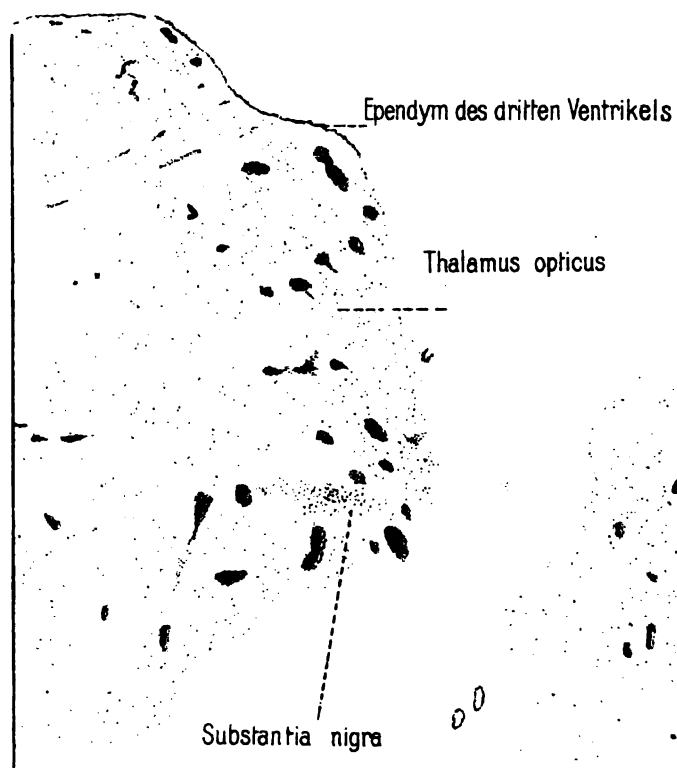 Ependym des dritten Ventrikels
Thalamus opticus
Substantia nigra